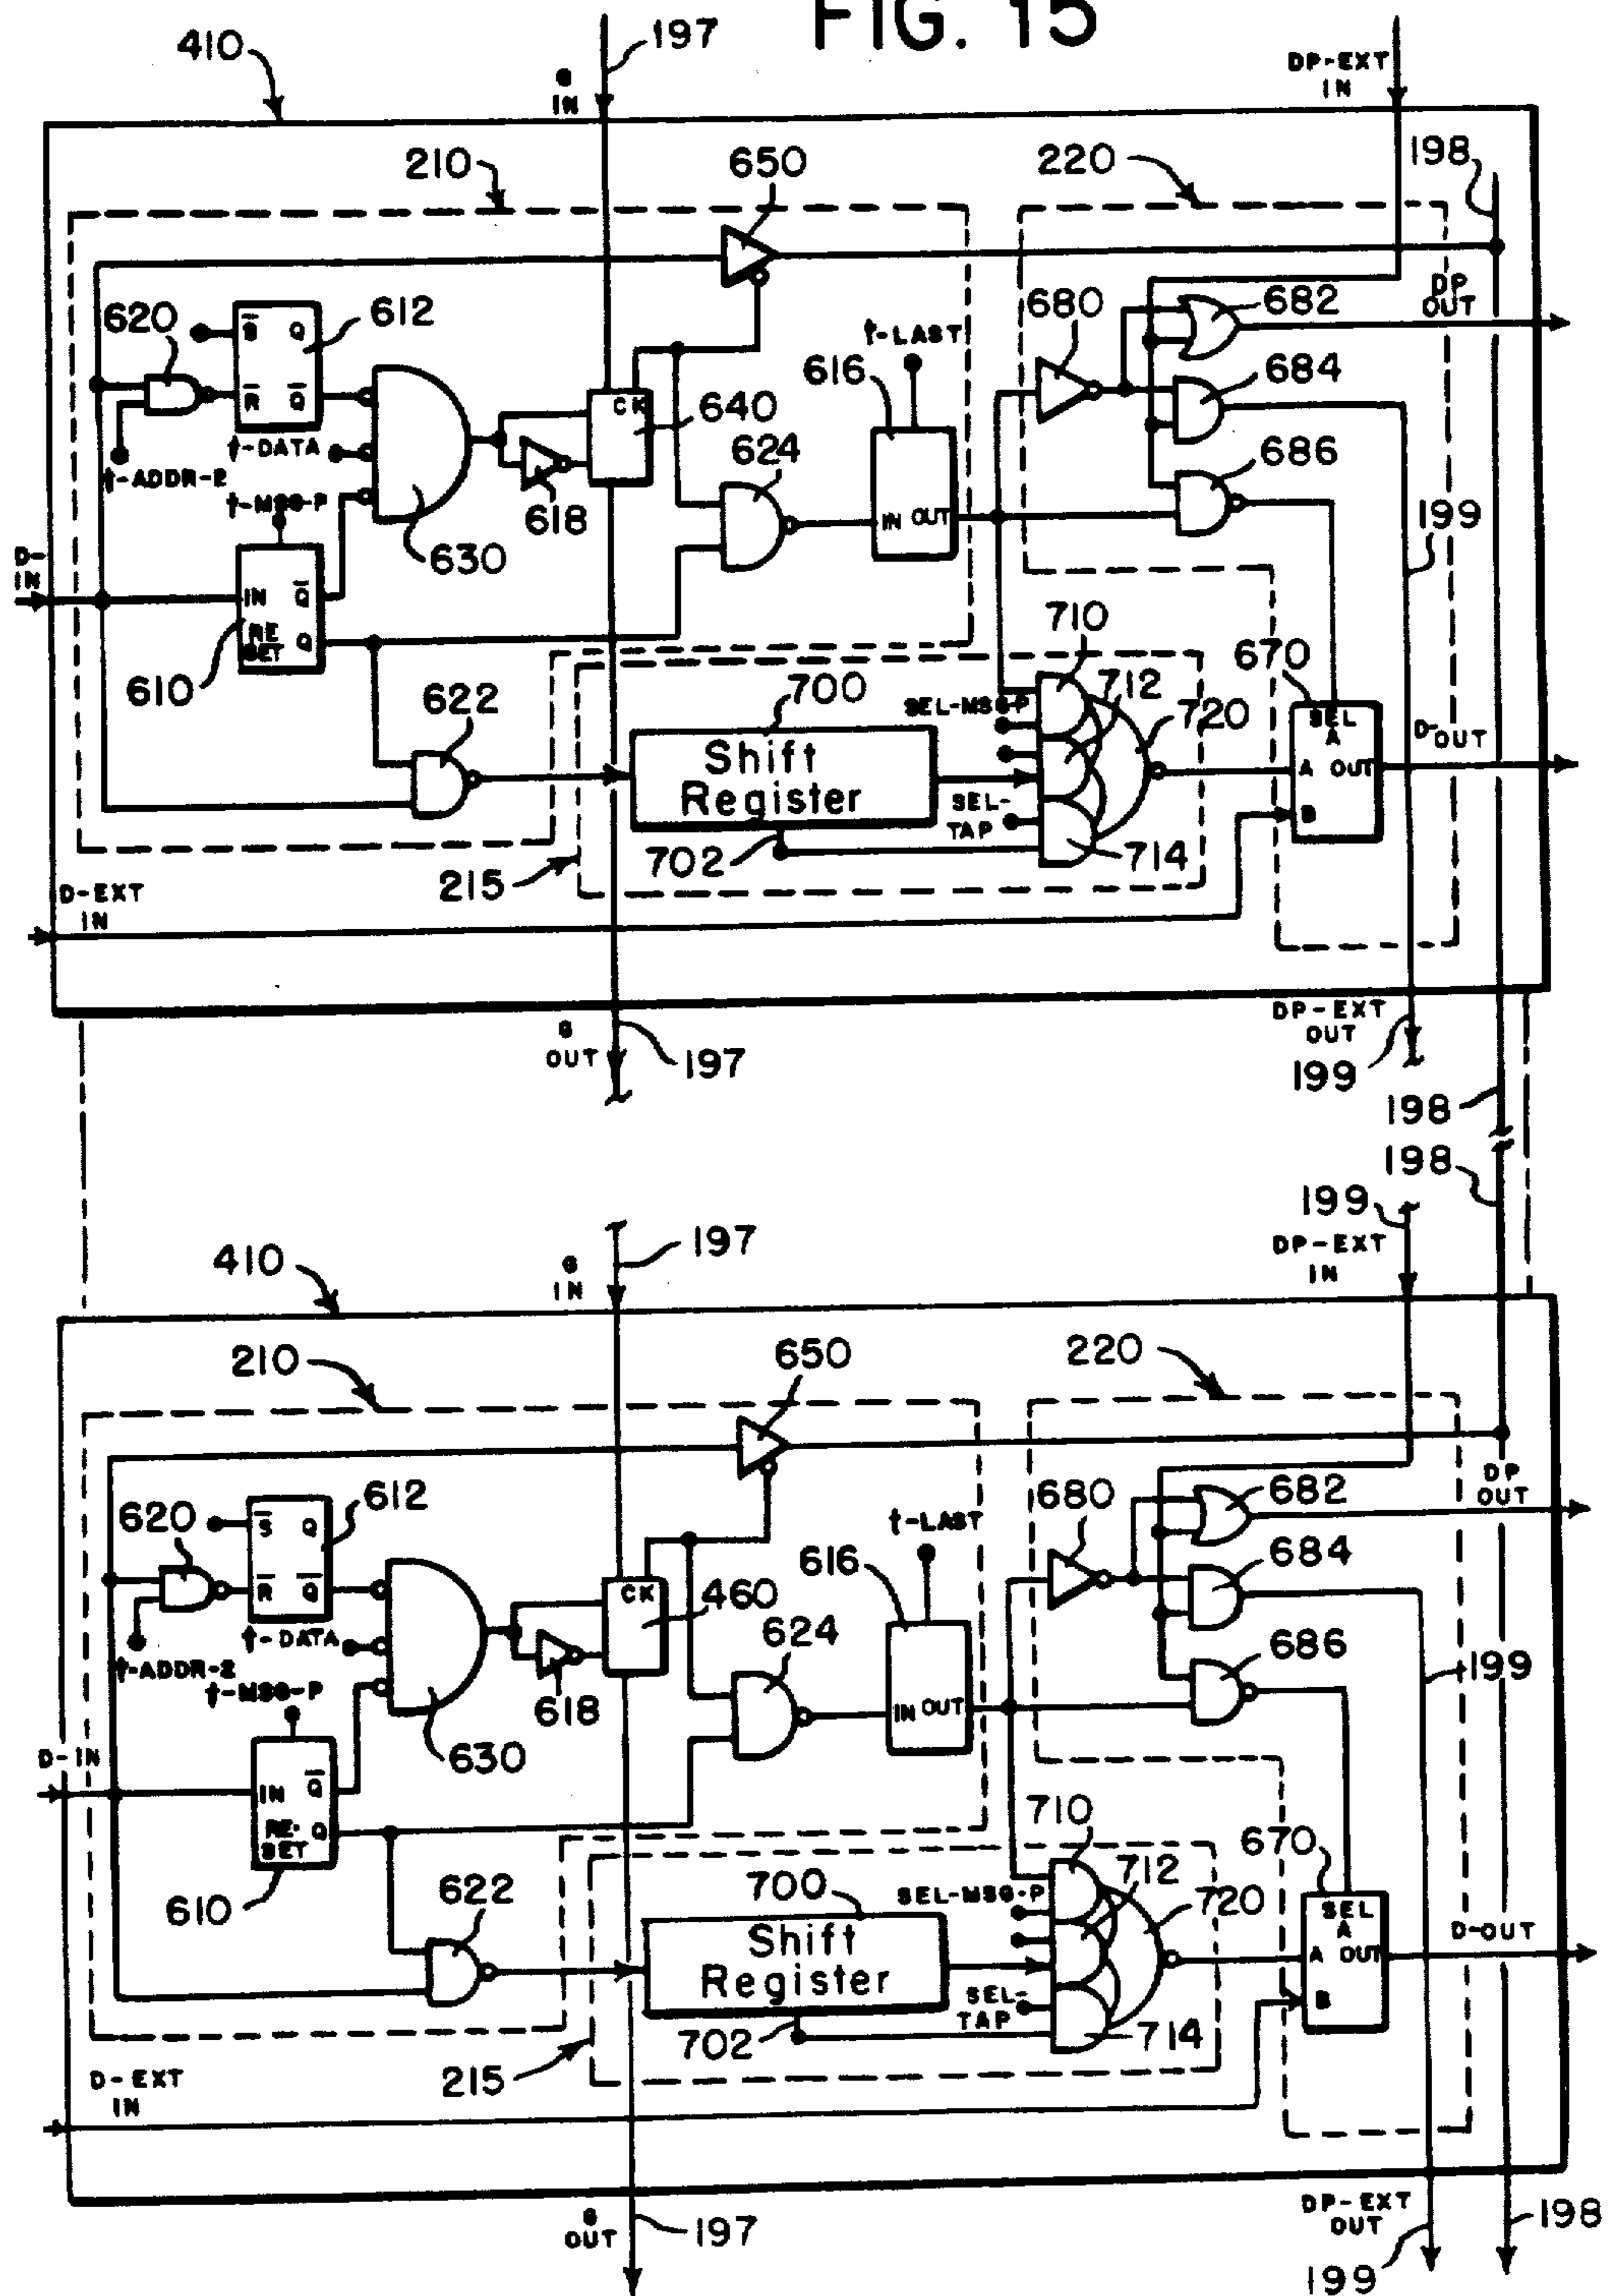 FIG. 15
410
197
G
IN
DP-EXT
IN
210
650
220
198
620
612
S Q
R Q
t-DATA
t-ADDR-2
t-MSG-P
630
618
CK
640
624
616
t-LAST
IN OUT
680
682
684
686
DP
OUT
199
D-
IN
IN Q
RE
SET Q
610
622
700
Shift
Register
702
215
710
712
720
714
SEL-MSG-P
SEL-
TAP
670
SEL
A
A OUT
B
D-OUT
D-EXT
IN
G
OUT
197
DP-EXT
OUT
199
198
198
199
DP-EXT
IN
410
G
IN
197
210
650
220
620
612
S Q
R Q
t-DATA
t-ADDR-2
t-MSG-P
630
618
CK
460
624
616
t-LAST
IN OUT
680
682
684
686
DP
OUT
199
D-IN
IN Q
RE-
SET Q
610
622
700
Shift
Register
702
215
710
712
720
714
SEL-MSG-P
SEL-
TAP
670
SEL
A
A OUT
B
D-OUT
D-EXT
IN
G
OUT
197
DP-EXT
OUT
199
198